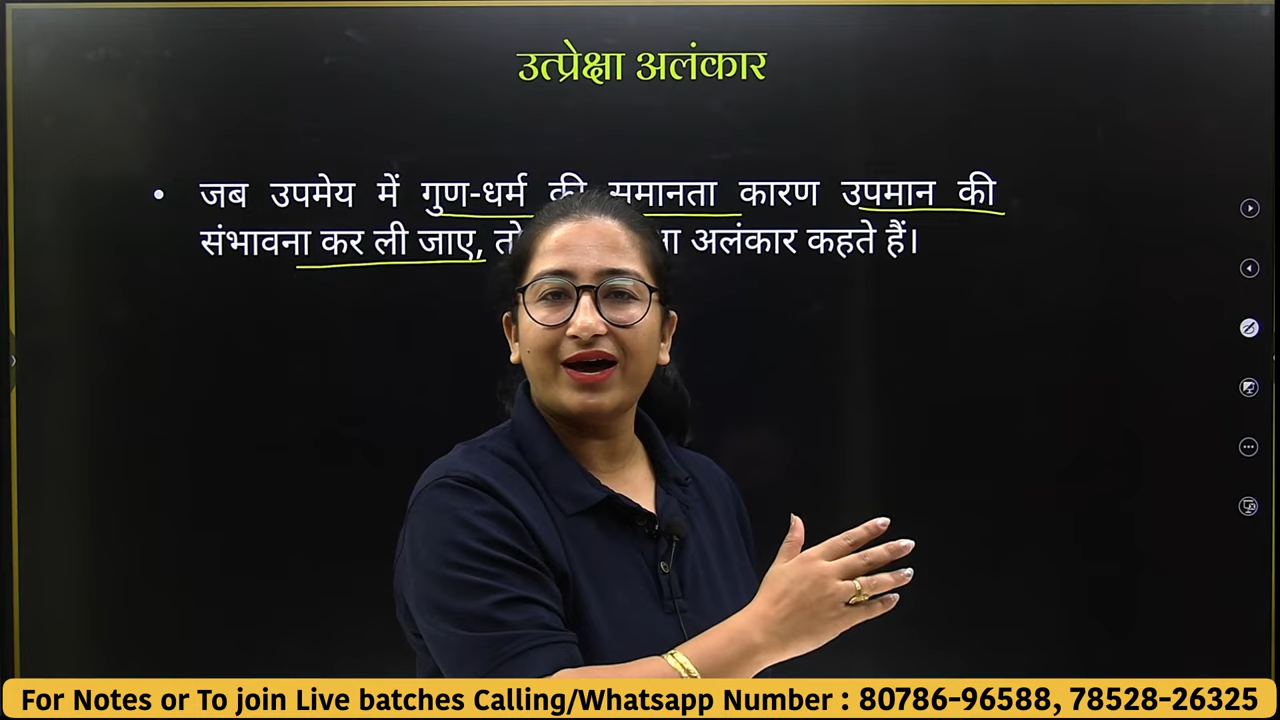 उत्प्रेक्षा अलंकार
• जब उपमेय में गुण-धर्म की समानता कारण उपमान की
संभावना कर ली जाए, तो अलंकार कहते हैं।
For Notes or To join Live batches Calling/Whatsapp Number : 80786-96588, 78528-26325